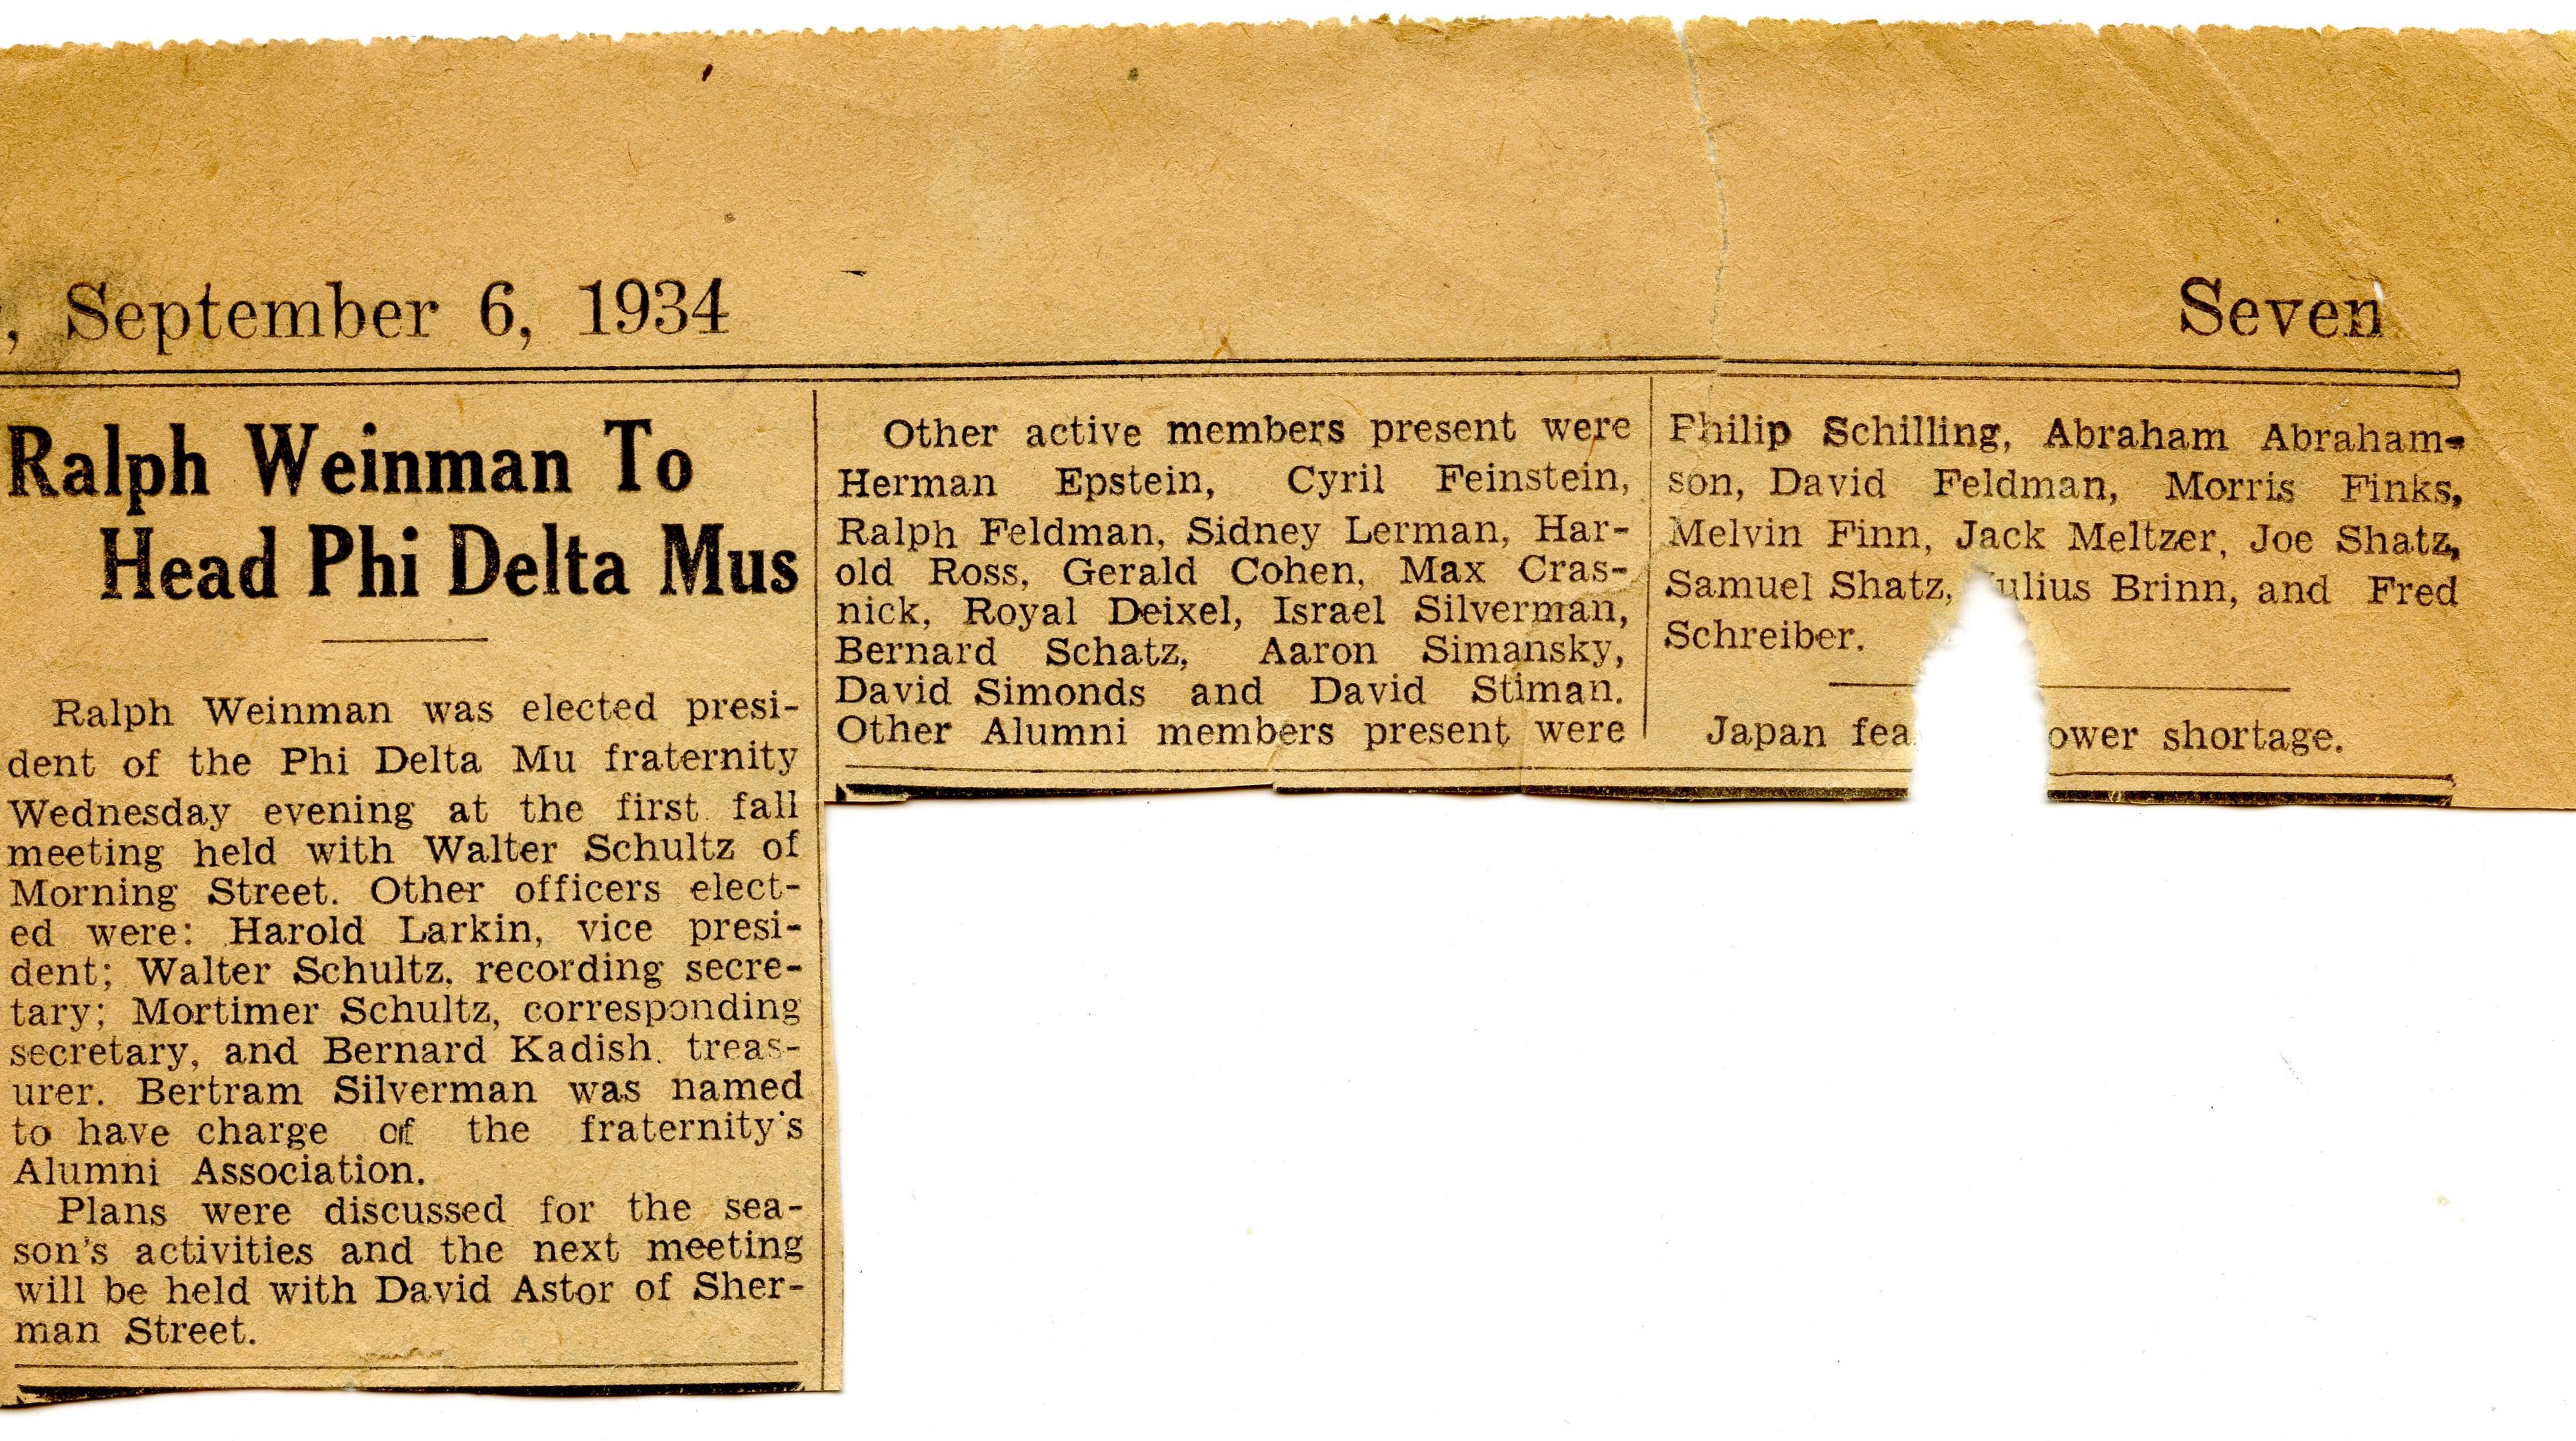 , September 6, 1934
Seven
Ralph Weinman To
Head Phi Delta Mus
Ralph Weinman was elected presi-
dent of the Phi Delta Mu fraternity
Wednesday evening at the first fall
meeting held with Walter Schultz of
Morning Street. Other officers elect-
ed were: Harold Larkin, vice presi-
dent; Walter Schultz, recording secre-
tary; Mortimer Schultz, corresponding
secretary, and Bernard Kadish, treas-
urer. Bertram Silverman was named
to have charge of the fraternity's
Alumni Association.
Plans were discussed for the sea-
son's activities and the next meeting
will be held with David Astor of Sher-
man Street.
Other active members present were
Herman Epstein, Cyril Feinstein,
Ralph Feldman, Sidney Lerman, Har-
old Ross, Gerald Cohen, Max Cras-
nick, Royal Deixel, Israel Silverman,
Bernard Schatz, Aaron Simansky,
David Simonds and David Stiman.
Other Alumni members present were
Philip Schilling, Abraham Abraham-
son, David Feldman, Morris Finks,
Melvin Finn, Jack Meltzer, Joe Shatz,
Samuel Shatz, Julius Brinn, and Fred
Schreiber.
Japan shortage.